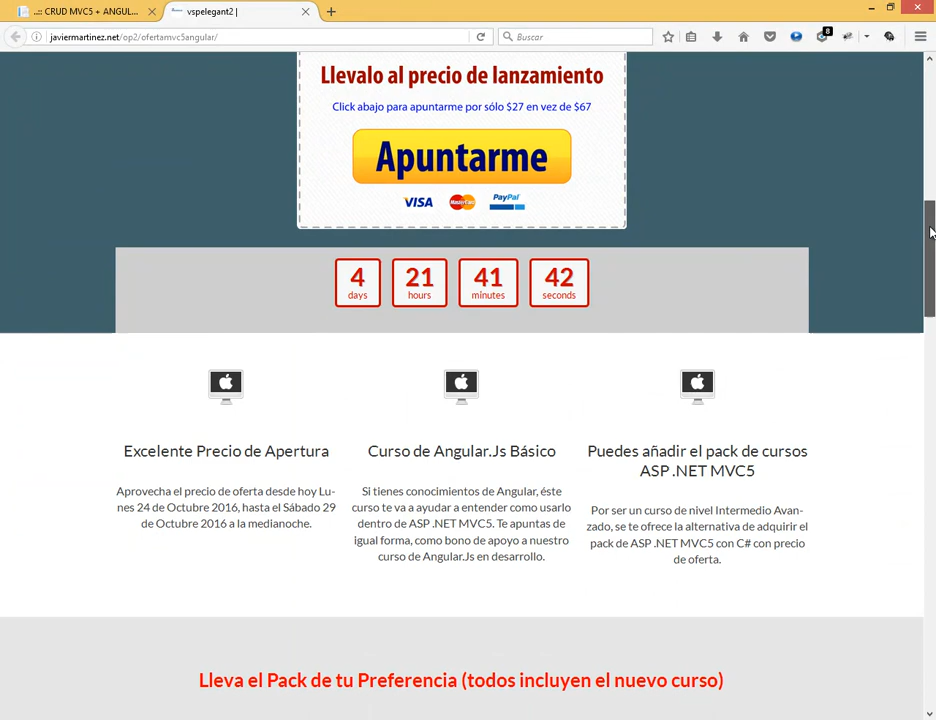 ..:: CRUD MVC5 + ANGUL...
vspelegant2 |
javiermartinez.net/op2/ofertamvc5angular/
Buscar
8
Llevalo al precio de lanzamiento
Click abajo para apuntarme por sólo $27 en vez de $67
Apuntarme
VISA MasterCard PayPal
4 21 41 42
days hours minutes seconds
Excelente Precio de Apertura
Aprovecha el precio de oferta desde hoy Lu-
nes 24 de Octubre 2016, hasta el Sábado 29
de Octubre 2016 a la medianoche.
Curso de Angular.Js Básico
Si tienes conocimientos de Angular, éste
curso te va a ayudar a entender como usarlo
dentro de ASP .NET MVC5. Te apuntas de
igual forma, como bono de apoyo a nuestro
curso de Angular.Js en desarrollo.
Puedes añadir el pack de cursos
ASP .NET MVC5
Por ser un curso de nivel Intermedio Avan-
zado, se te ofrece la alternativa de adquirir el
pack de ASP .NET MVC5 con C# con precio
de oferta.
Lleva el Pack de tu Preferencia (todos incluyen el nuevo curso)